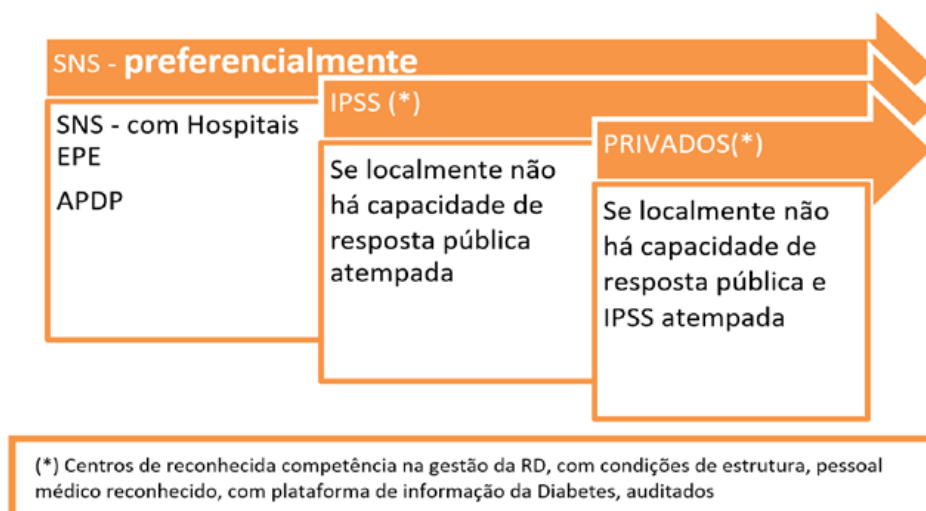 SNS - preferencialmente
SNS - com Hospitais
EPE
APDP
IPSS (*)
Se localmente não
há capacidade de
resposta pública
atempada
PRIVADOS(*)
Se localmente não
há capacidade de
resposta pública e
IPSS atempada
(*) Centros de reconhecida competência na gestão da RD, com condições de estrutura, pessoal
médico reconhecido, com plataforma de informação da Diabetes, auditados